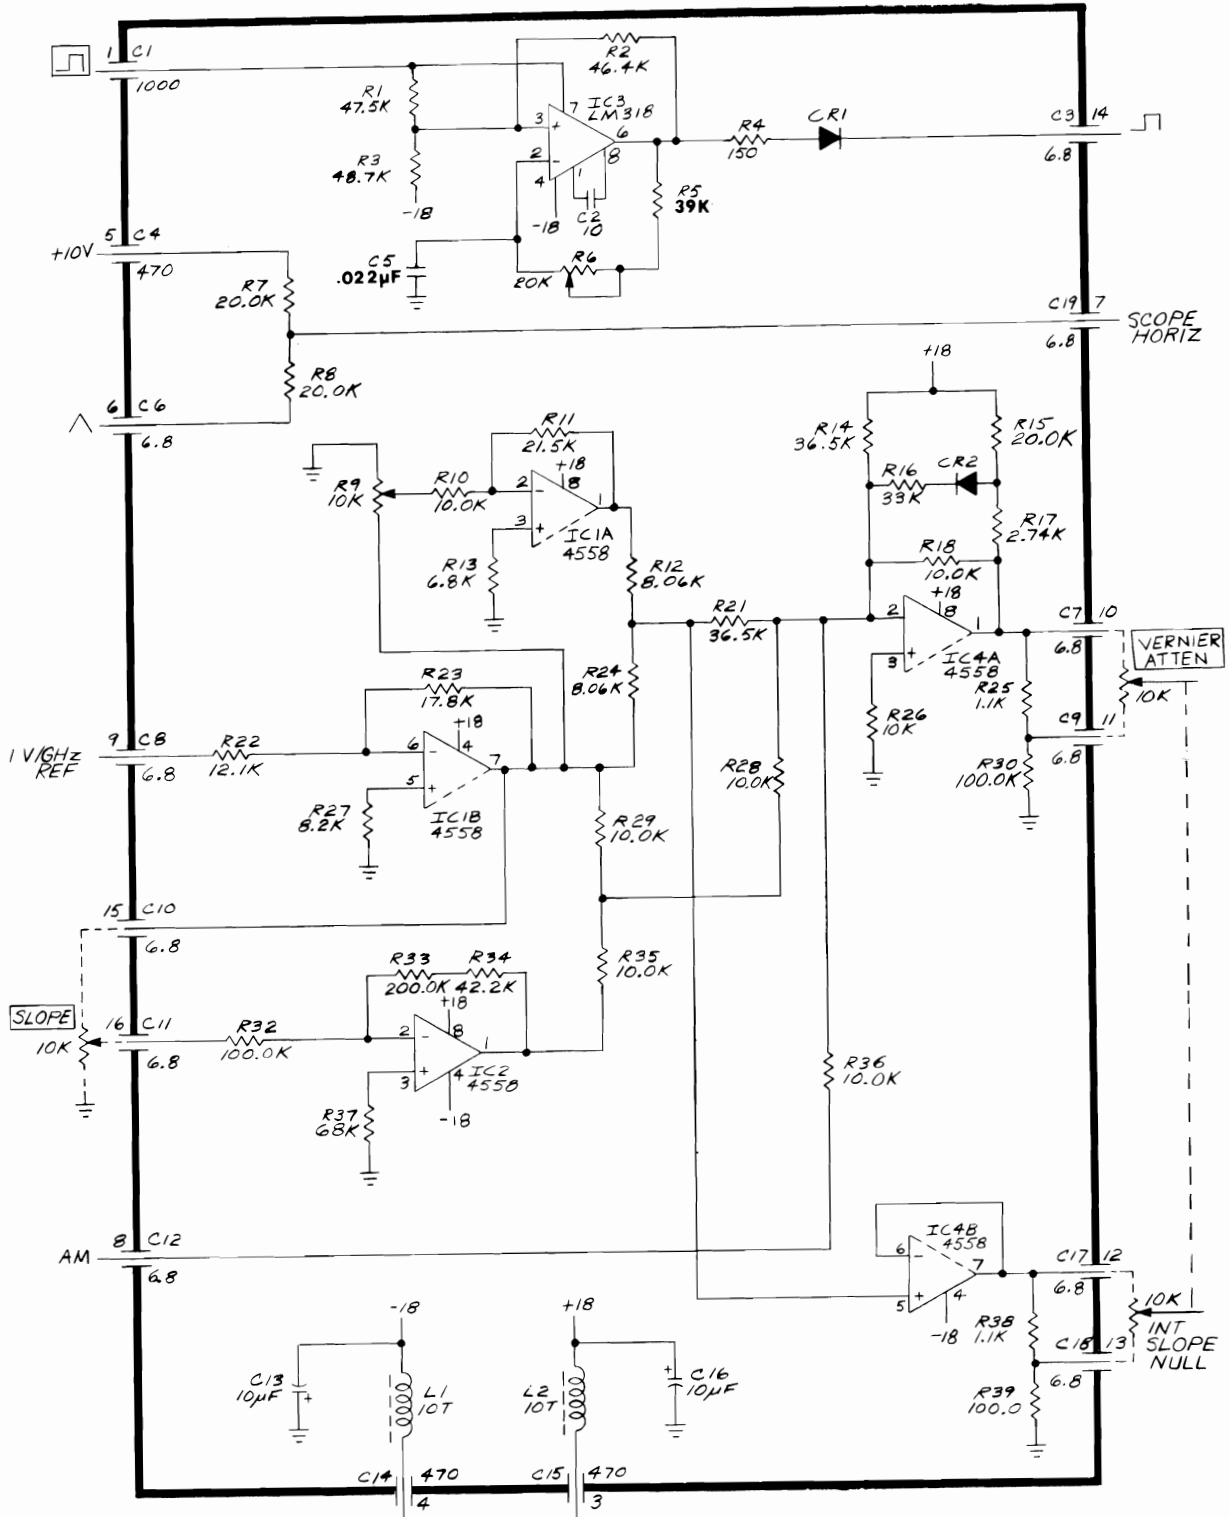 1 C1
1000
R1
47.5K
R3
48.7K
-18
R2
46.4K
IC3
LM318
3 +
7
2 -
6
8
4
1
-18
C2
10
R4
150
CR1
C3 14
6.8
R5
39K
C5
.022µF
R6
20K
+10V
5 C4
470
R7
20.0K
R8
20.0K
C19 7
6.8
SCOPE
HORIZ
6 C6
6.8
R9
10K
R10
10.0K
R11
21.5K
+18
8
2 -
3 +
1
IC1A
4558
R13
6.8K
R12
8.06K
+18
R14
36.5K
R15
20.0K
R16
33K
CR2
R17
2.74K
R18
10.0K
+18
8
2 -
3 +
1
IC4A
4558
R21
36.5K
R24
8.06K
R26
10K
R25
1.1K
R30
100.0K
C7 10
6.8
C9 11
6.8
VERNIER
ATTEN
10K
1V/GHz
REF
9 C8
6.8
R22
12.1K
R23
17.8K
+18
4
6 -
5 +
7
IC1B
4558
R27
8.2K
R28
10.0K
R29
10.0K
15 C10
6.8
SLOPE
10K
16 C11
6.8
R32
100.0K
R33
200.0K
R34
42.2K
+18
8
2 -
3 +
1
4
IC2
4558
-18
R35
10.0K
R37
68K
R36
10.0K
AM
8 C12
6.8
IC4B
4558
6 -
5 +
7
4
-18
R38
1.1K
R39
100.0
C17 12
6.8
C18 13
6.8
10K
INT
SLOPE
NULL
-18
C13
10µF
+
L1
10T
+18
L2
10T
+
C16
10µF
C14 470
4
C15 470
3